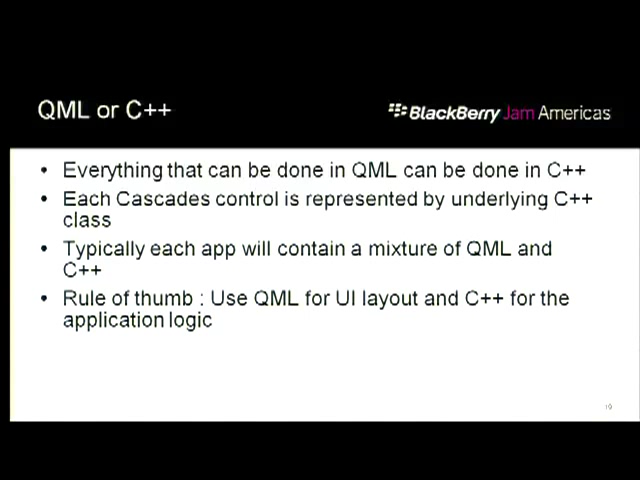 QML or C++
BlackBerry Jam Americas
• Everything that can be done in QML can be done in C++
• Each Cascades control is represented by underlying C++
class
• Typically each app will contain a mixture of QML and
C++
• Rule of thumb : Use QML for UI layout and C++ for the
application logic
19